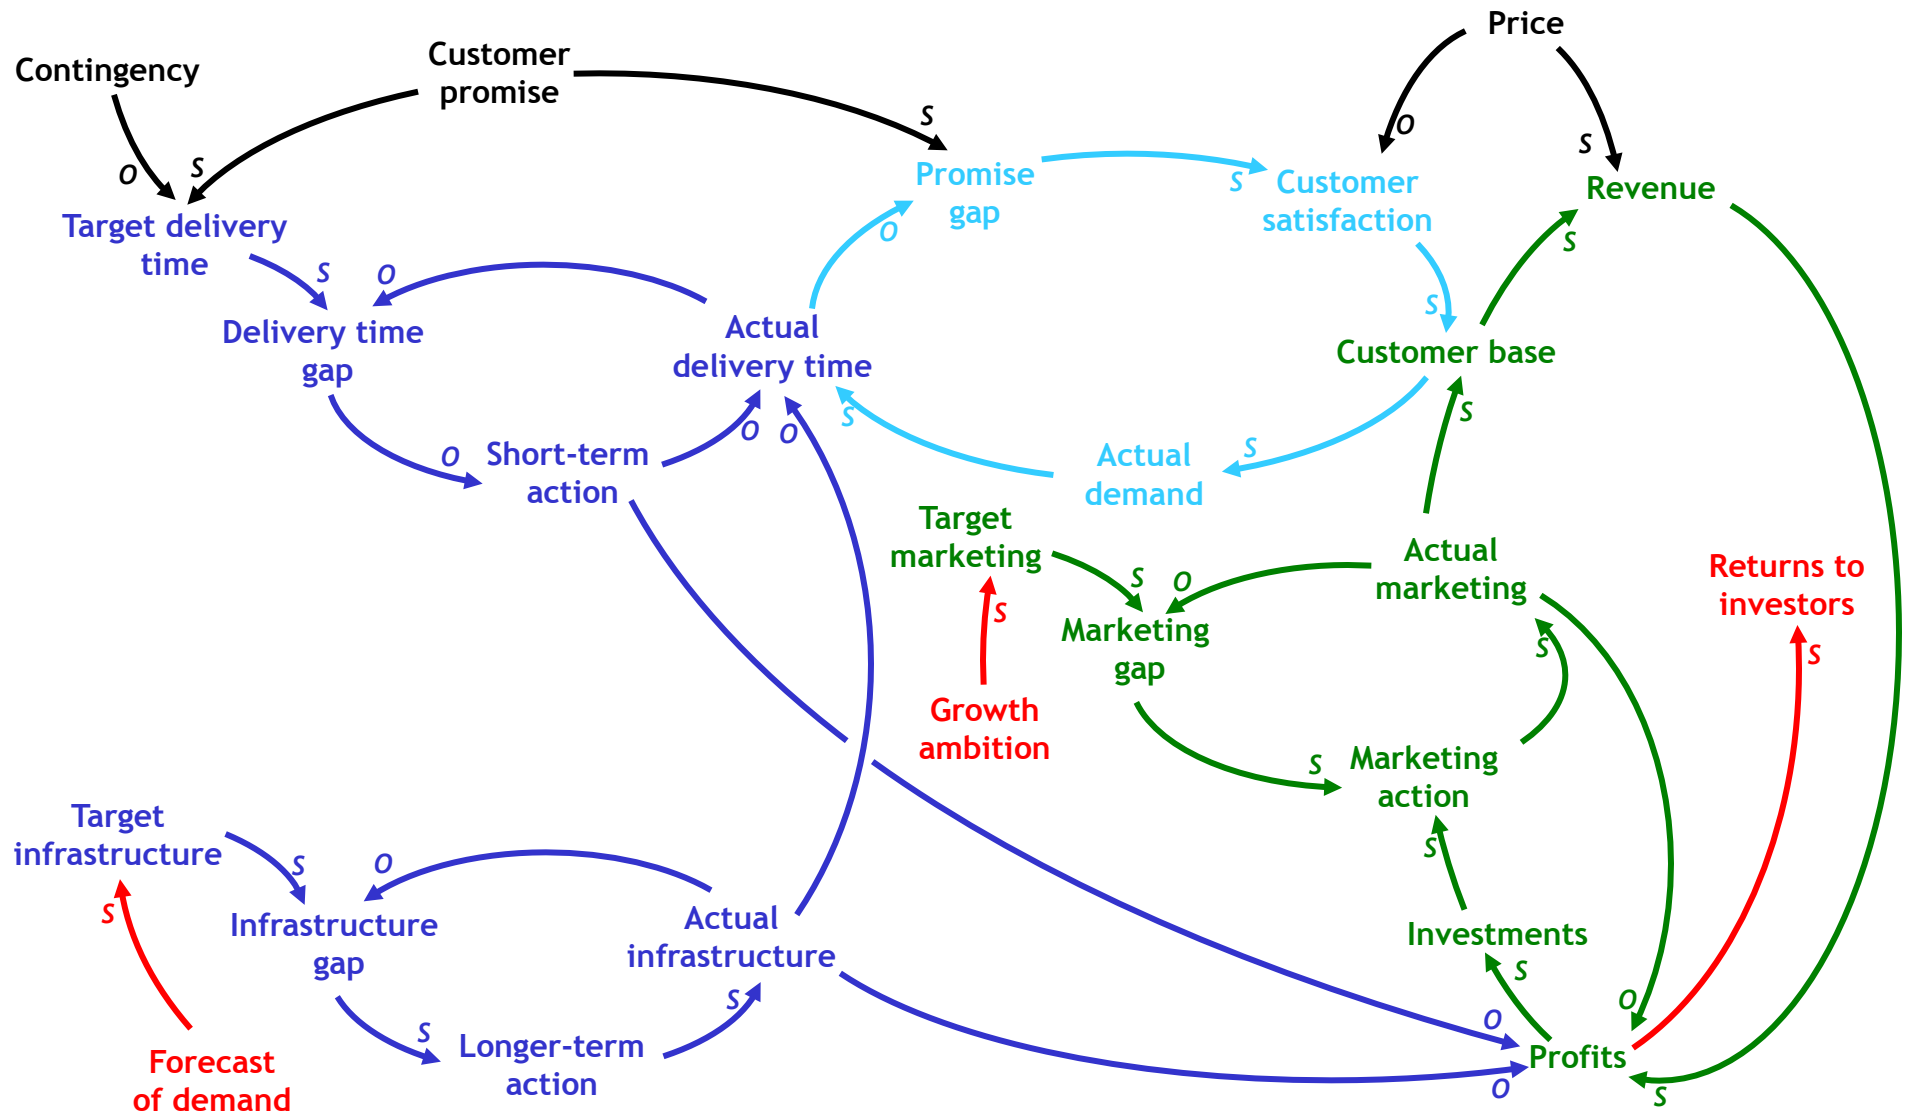 Price
Customer
promise
Contingency
S
O
S
O
S
O
S
Promise
gap
S
Customer
satisfaction
Revenue
Target delivery
time
O
S
S
O
S
Delivery time
gap
Actual
delivery time
Customer base
S
O
O
O
S
Short-term
action
Actual
demand
S
Target
marketing
Actual
marketing
S
O
Returns to
investors
S
Marketing
gap
S
S
Growth
ambition
Marketing
action
S
S
Target
infrastructure
S
O
S
Infrastructure
gap
Actual
infrastructure
Investments
S
S
S
O
O
Longer-term
action
Profits
Forecast
of demand
O
S